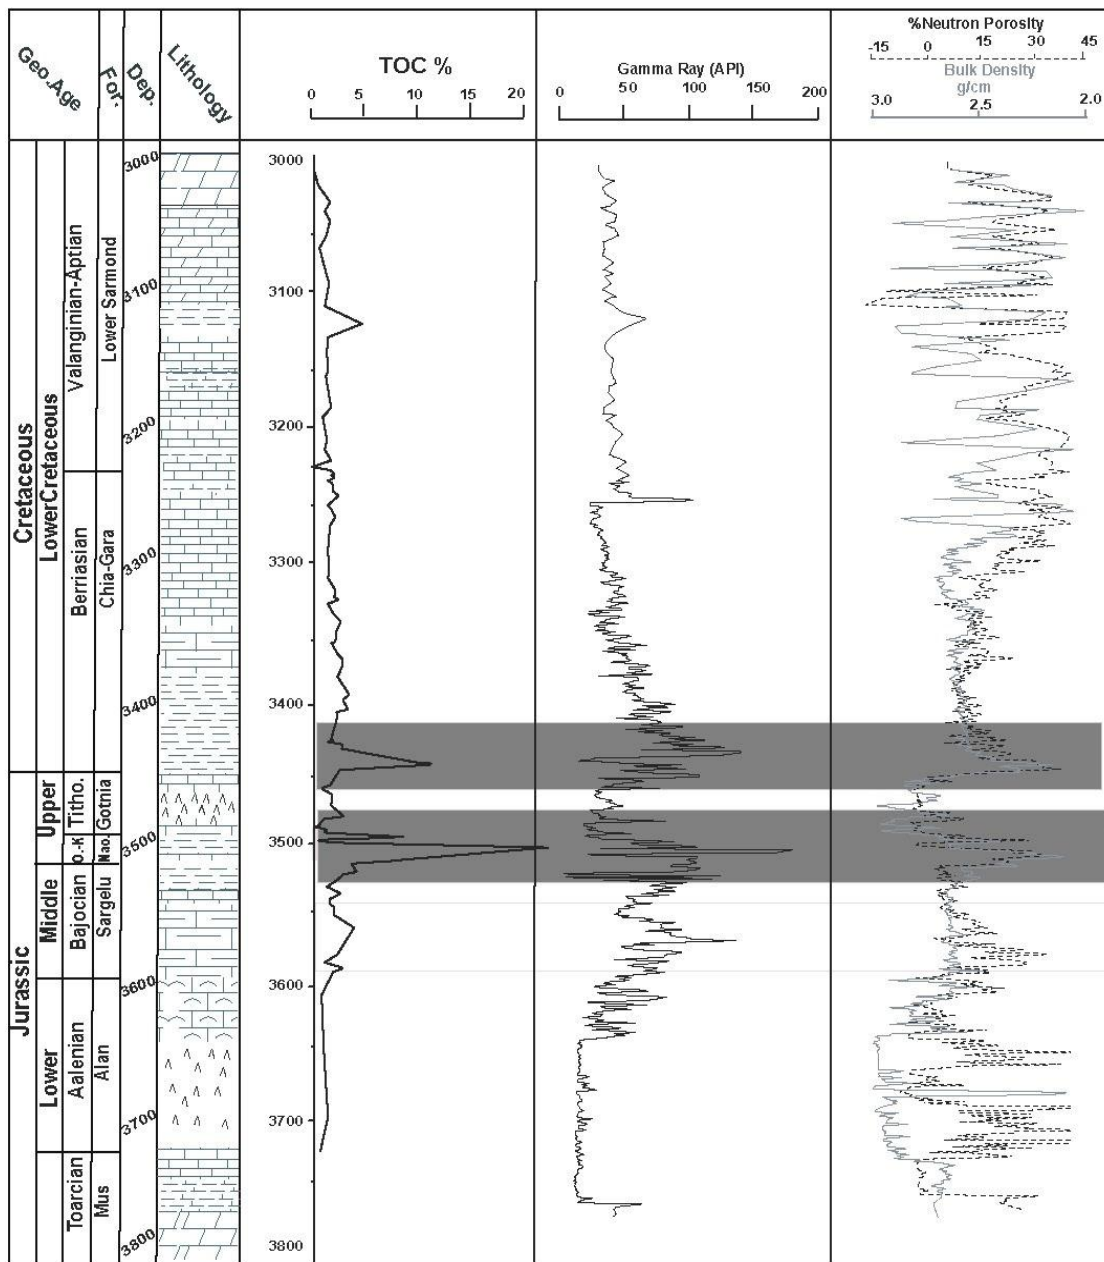 Geo.Age
For.
Dep.
Lithology
TOC %
0 5 10 20
Gamma Ray (API)
0 50 100 200
%Neutron Porosity
-15 0 15 30 45
Bulk Density
g/cm
3.0 2.5 2.0
Cretaceous
LowerCretaceous
Valanginian-Aptian
Lower Sarmond
Berriasian
Chia-Gara
Jurassic
Upper
Titho.
Gotnia
O.-K
Nao.
Middle
Bajocian
Sargelu
Lower
Aalenian
Alan
Toarcian
Mus
3000
3100
3200
3300
3400
3500
3600
3700
3800
3000
3100
3200
3300
3400
3500
3600
3700
3800